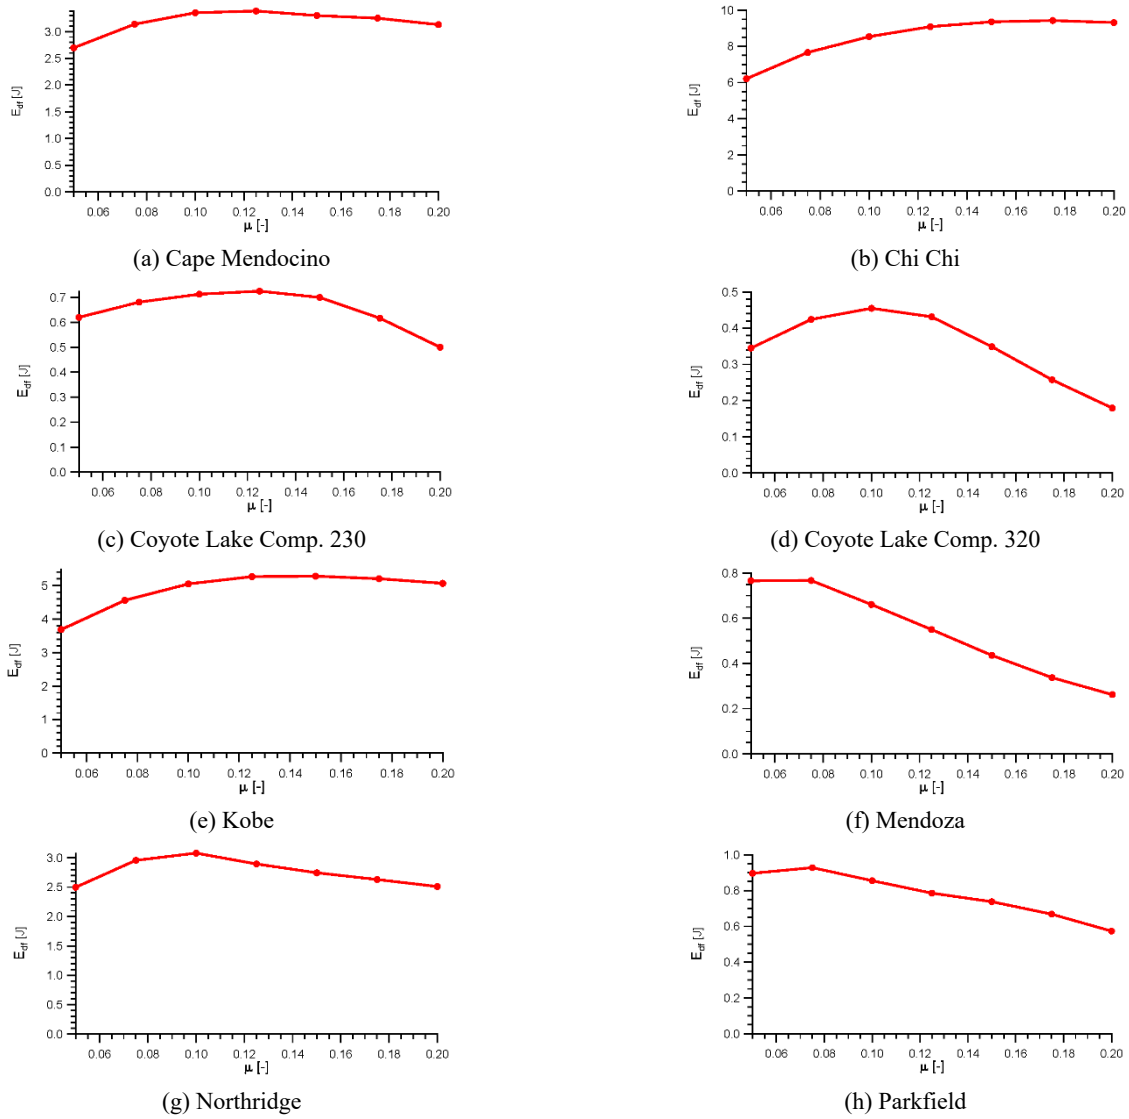 3.0
2.5
2.0
1.5
1.0
0.5
0.0
E_df [J]
0.06 0.08 0.10 0.12 0.14 0.16 0.18 0.20
μ [-]
(a) Cape Mendocino
10
8
6
4
2
0
E_df [J]
0.06 0.08 0.10 0.12 0.14 0.16 0.18 0.20
μ [-]
(b) Chi Chi
0.7
0.6
0.5
0.4
0.3
0.2
0.1
0.0
E_df [J]
0.06 0.08 0.10 0.12 0.14 0.16 0.18 0.20
μ [-]
(c) Coyote Lake Comp. 230
0.5
0.4
0.3
0.2
0.1
0.0
E_df [J]
0.06 0.08 0.10 0.12 0.14 0.16 0.18 0.20
μ [-]
(d) Coyote Lake Comp. 320
5
4
3
2
1
0
E_df [J]
0.06 0.08 0.10 0.12 0.14 0.16 0.18 0.20
μ [-]
(e) Kobe
0.8
0.6
0.4
0.2
0.0
E_df [J]
0.06 0.08 0.10 0.12 0.14 0.16 0.18 0.20
μ [-]
(f) Mendoza
3.0
2.5
2.0
1.5
1.0
0.5
0.0
E_df [J]
0.06 0.08 0.10 0.12 0.14 0.16 0.18 0.20
μ [-]
(g) Northridge
1.0
0.8
0.6
0.4
0.2
0.0
E_df [J]
0.06 0.08 0.10 0.12 0.14 0.16 0.18 0.20
μ [-]
(h) Parkfield